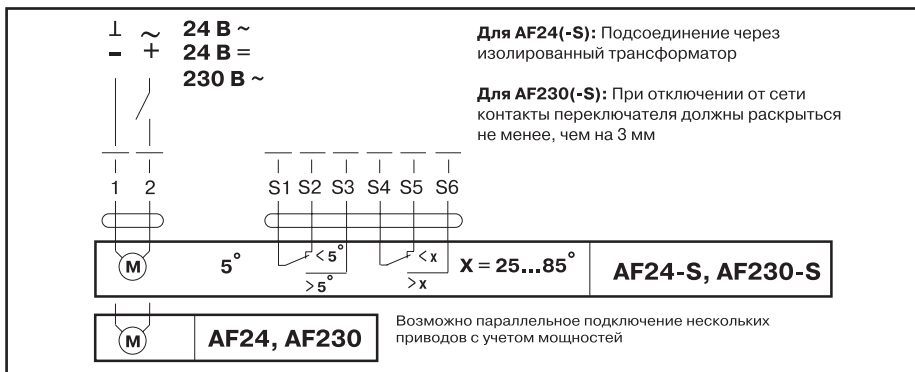 ⊥ ~ 24 В ~
– + 24 В =
230 В ~
Для AF24(-S): Подсоединение через
изолированный трансформатор
Для AF230(-S): При отключении от сети
контакты переключателя должны раскрыться
не менее, чем на 3 мм
1 2 S1 S2 S3 S4 S5 S6
M 5° < 5° > 5° < x > x X = 25...85° AF24-S, AF230-S
M AF24, AF230
Возможно параллельное подключение нескольких
приводов с учетом мощностей